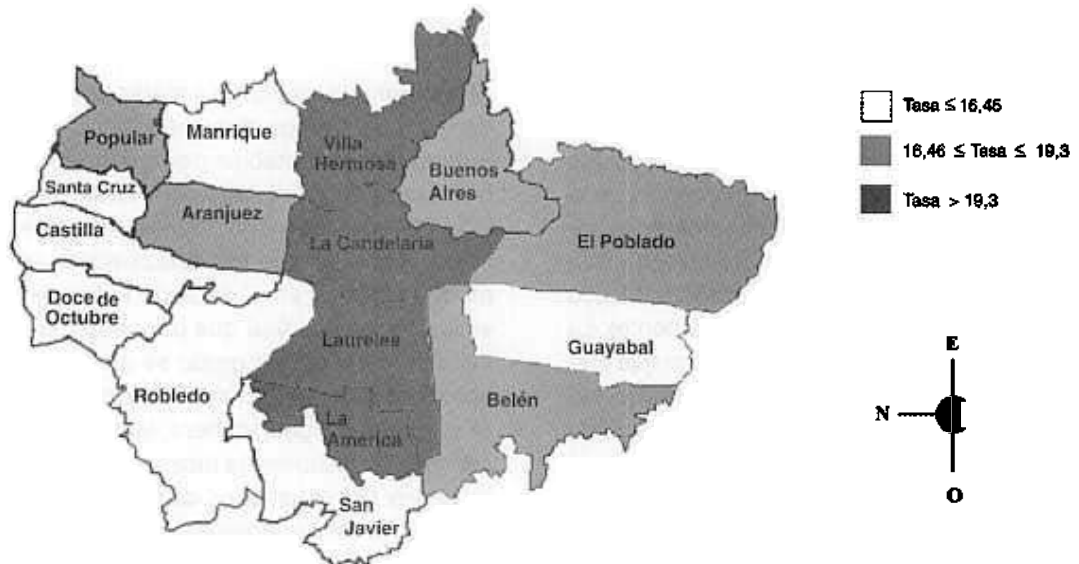 Popular
Manrique
Villa
Hermosa
Buenos
Aires
Santa Cruz
Aranjuez
Castilla
La Candelaria
El Poblado
Doce de
Octubre
Laureles
Guayabal
Robledo
Belén
La
America
San
Javier
Tasa ≤ 16,45
16,46 ≤ Tasa ≤ 19,3
Tasa > 19,3
E
N
O